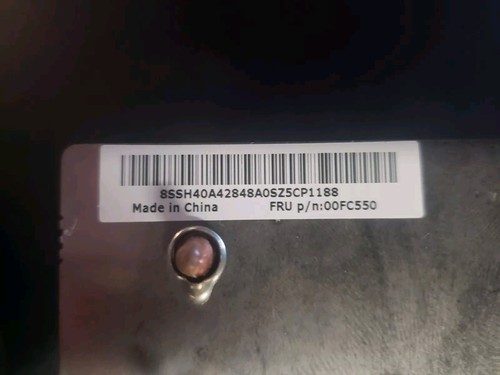 8SSH40A42848A0SZ5CP1188
Made in China FRU p/n:00FC550